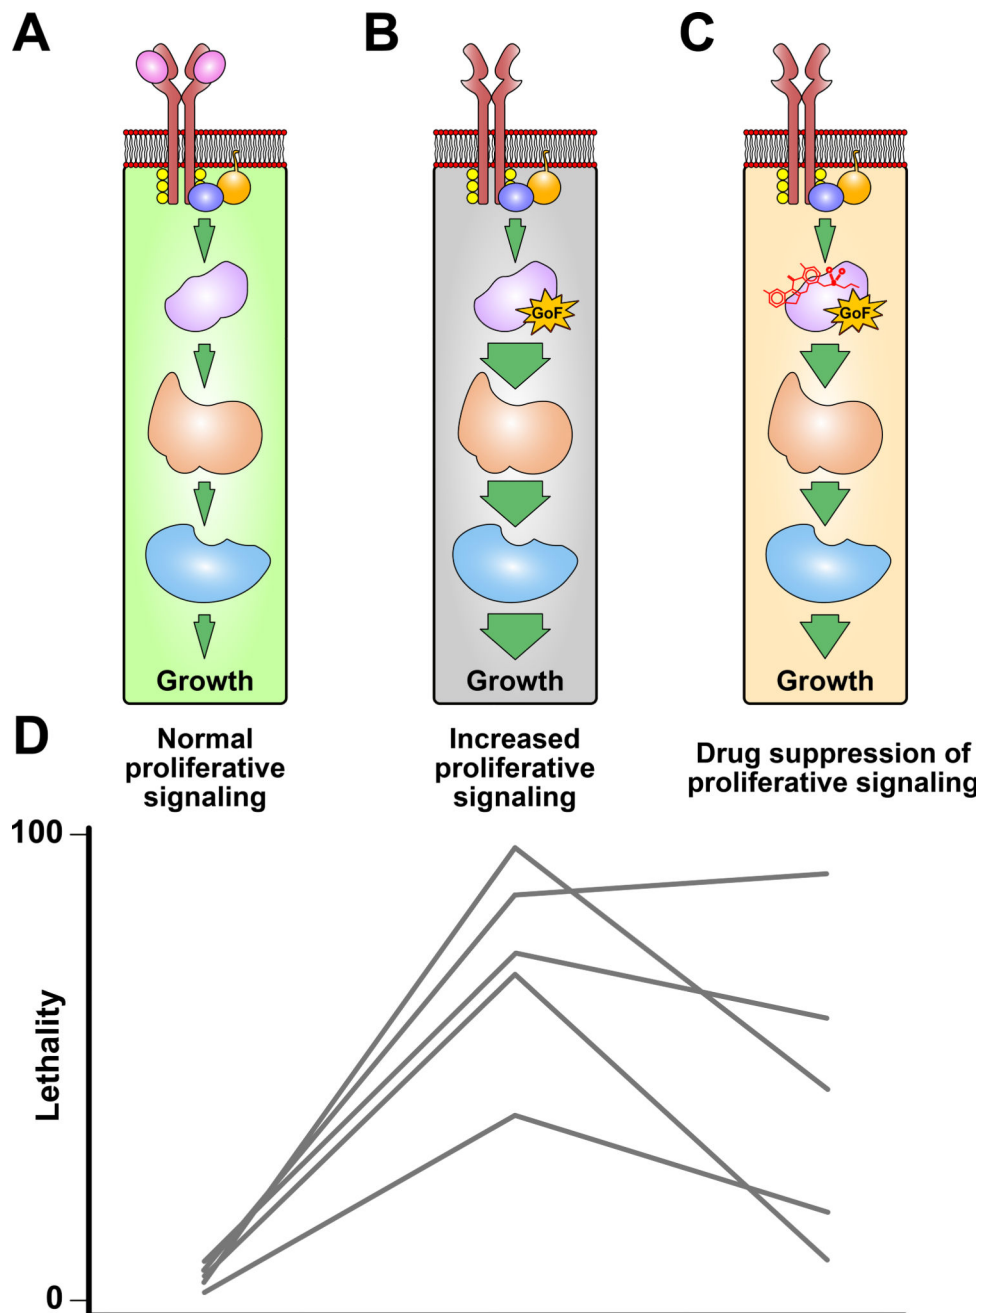 A
B
C
GoF
GoF
Growth
Growth
Growth
D
Normal
proliferative
signaling
Increased
proliferative
signaling
Drug suppression of
proliferative signaling
100
Lethality
0